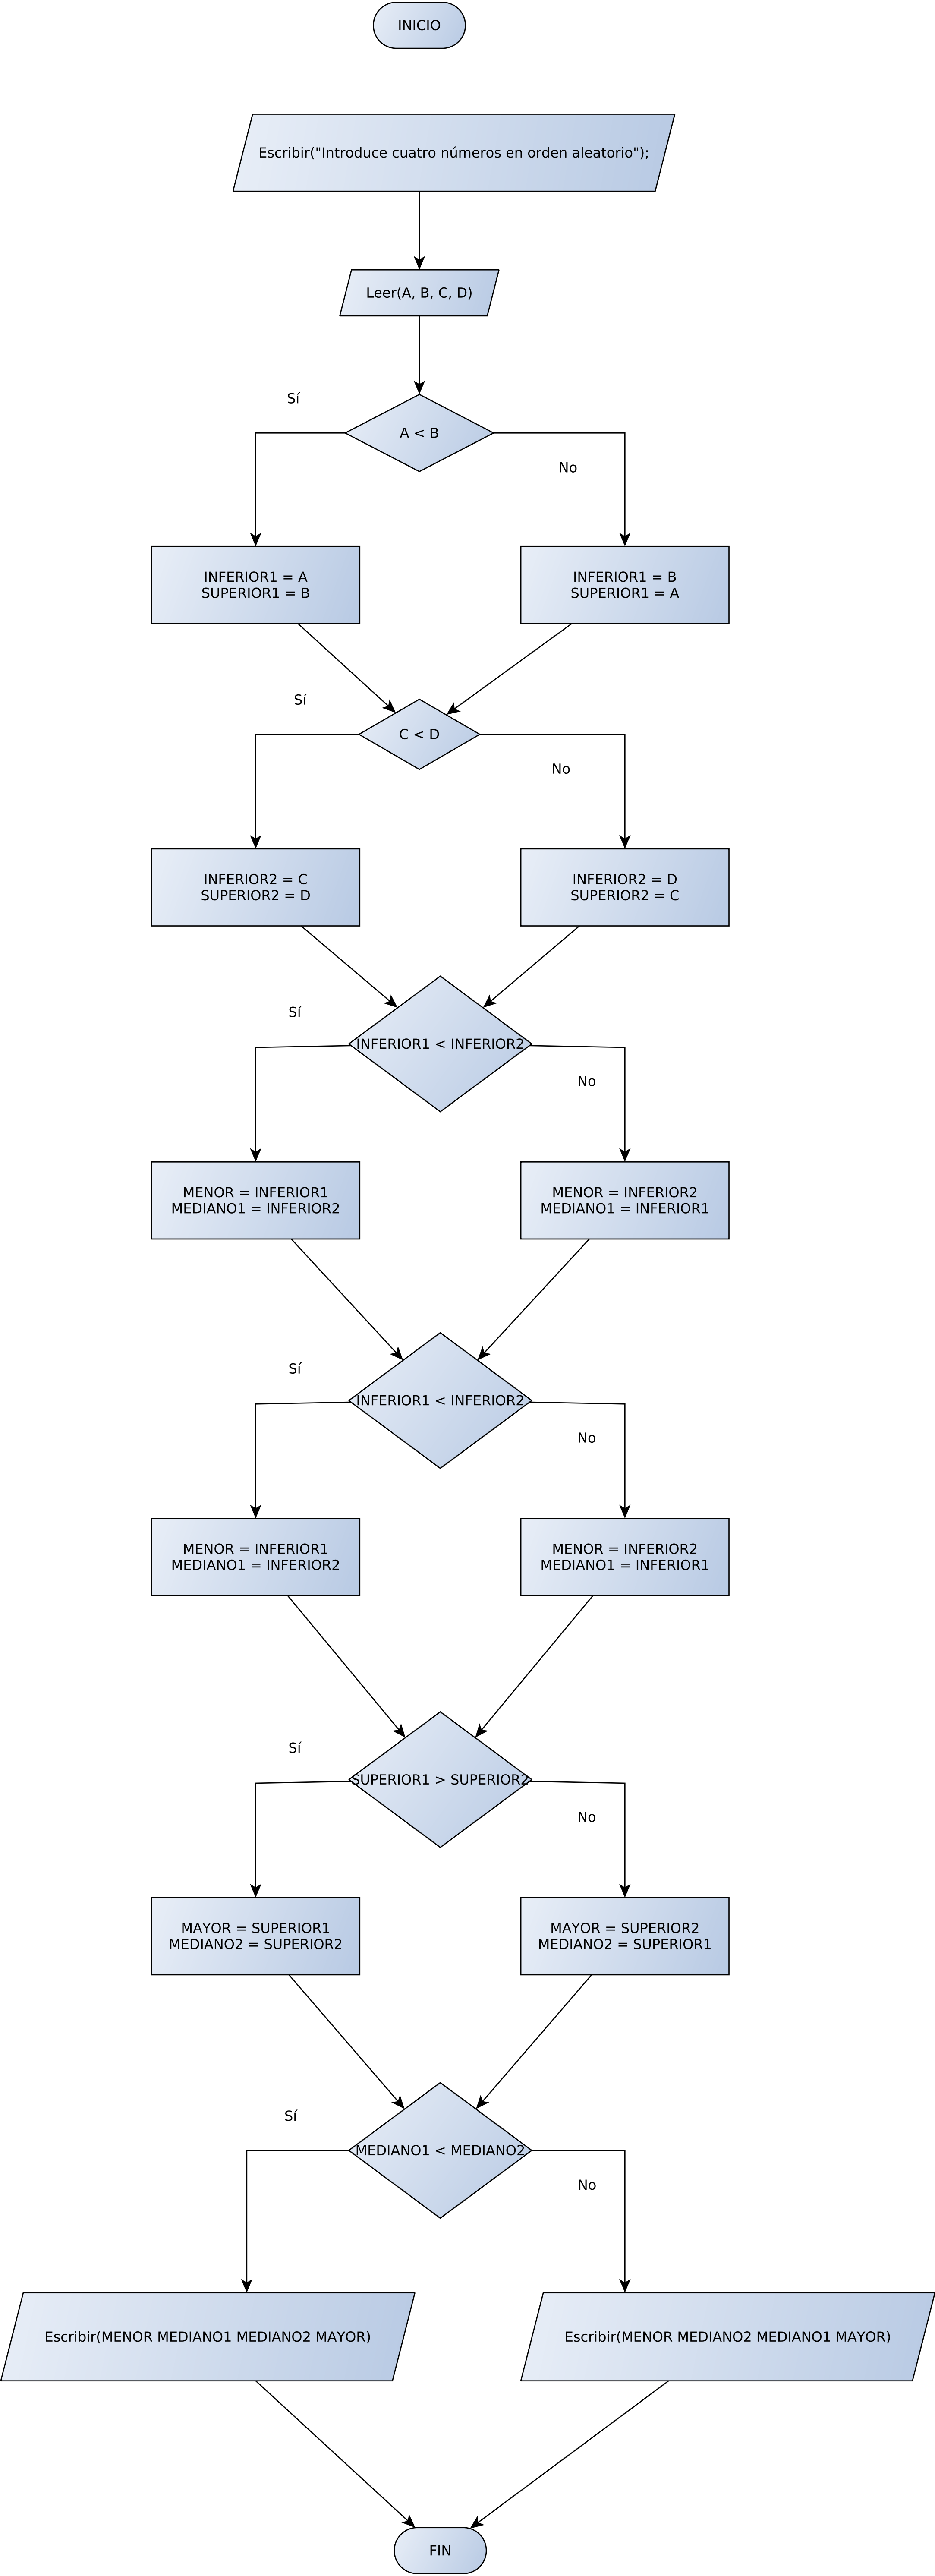 INICIO
Escribir("Introduce cuatro números en orden aleatorio");
Leer(A, B, C, D)
Sí
A < B
No
INFERIOR1 = A
SUPERIOR1 = B
INFERIOR1 = B
SUPERIOR1 = A
Sí
C < D
No
INFERIOR2 = C
SUPERIOR2 = D
INFERIOR2 = D
SUPERIOR2 = C
Sí
INFERIOR1 < INFERIOR2
No
MENOR = INFERIOR1
MEDIANO1 = INFERIOR2
MENOR = INFERIOR2
MEDIANO1 = INFERIOR1
Sí
INFERIOR1 < INFERIOR2
No
MENOR = INFERIOR1
MEDIANO1 = INFERIOR2
MENOR = INFERIOR2
MEDIANO1 = INFERIOR1
Sí
SUPERIOR1 > SUPERIOR2
No
MAYOR = SUPERIOR1
MEDIANO2 = SUPERIOR2
MAYOR = SUPERIOR2
MEDIANO2 = SUPERIOR1
Sí
MEDIANO1 < MEDIANO2
No
Escribir(MENOR MEDIANO1 MEDIANO2 MAYOR)
Escribir(MENOR MEDIANO2 MEDIANO1 MAYOR)
FIN